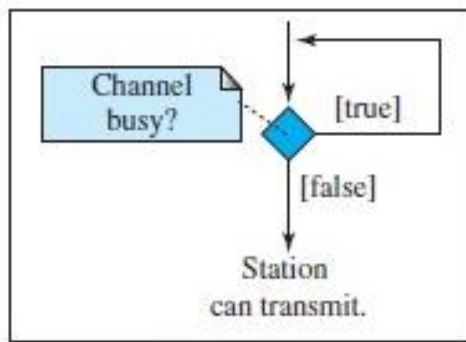 Channel
busy?
[true]
[false]
Station
can transmit.